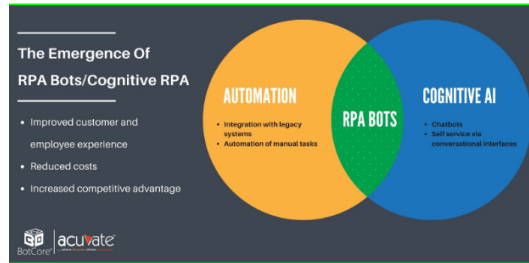 The Emergence Of
RPA Bots/Cognitive RPA
• Improved customer and
employee experience
• Reduced costs
• Increased competitive advantage
AUTOMATION
• Integration with legacy
systems
• Automation of manual tasks
RPA BOTS
COGNITIVE AI
• Chatbots
• Self service via
conversational interfaces
BotCore®
acuvate®